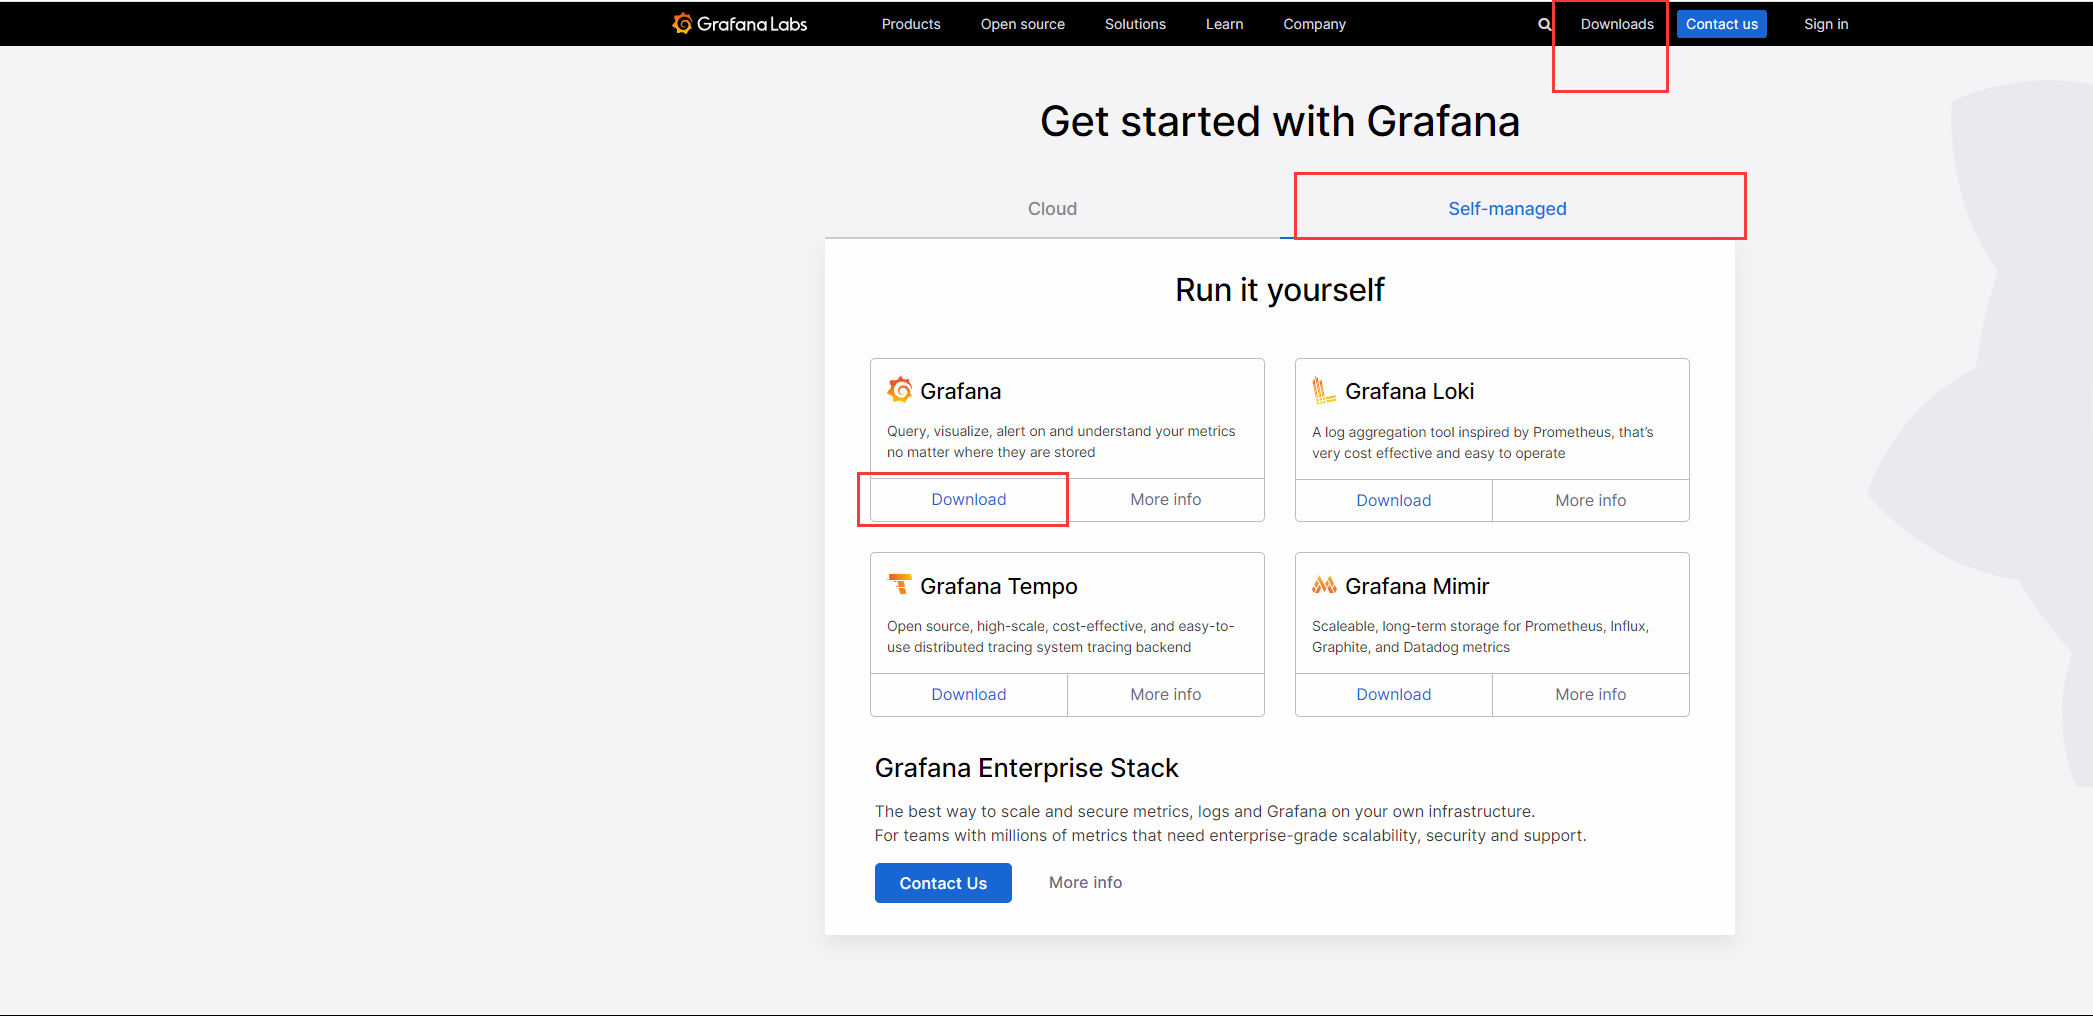 Grafana Labs Products Open source Solutions Learn Company Downloads Contact us Sign in
Get started with Grafana
Cloud Self-managed
Run it yourself
Grafana
Query, visualize, alert on and understand your metrics
no matter where they are stored
Download More info
Grafana Loki
A log aggregation tool inspired by Prometheus, that’s
very cost effective and easy to operate
Download More info
Grafana Tempo
Open source, high-scale, cost-effective, and easy-to-
use distributed tracing system tracing backend
Download More info
Grafana Mimir
Scaleable, long-term storage for Prometheus, Influx,
Graphite, and Datadog metrics
Download More info
Grafana Enterprise Stack
The best way to scale and secure metrics, logs and Grafana on your own infrastructure.
For teams with millions of metrics that need enterprise-grade scalability, security and support.
Contact Us More info